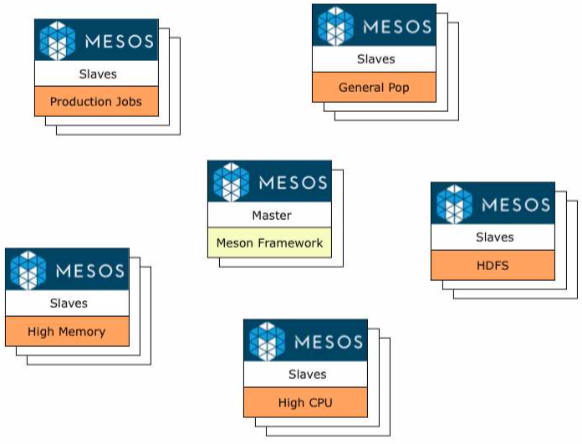 MESOS
Slaves
Production Jobs
MESOS
Slaves
General Pop
MESOS
Master
Meson Framework
MESOS
Slaves
HDFS
MESOS
Slaves
High Memory
MESOS
Slaves
High CPU